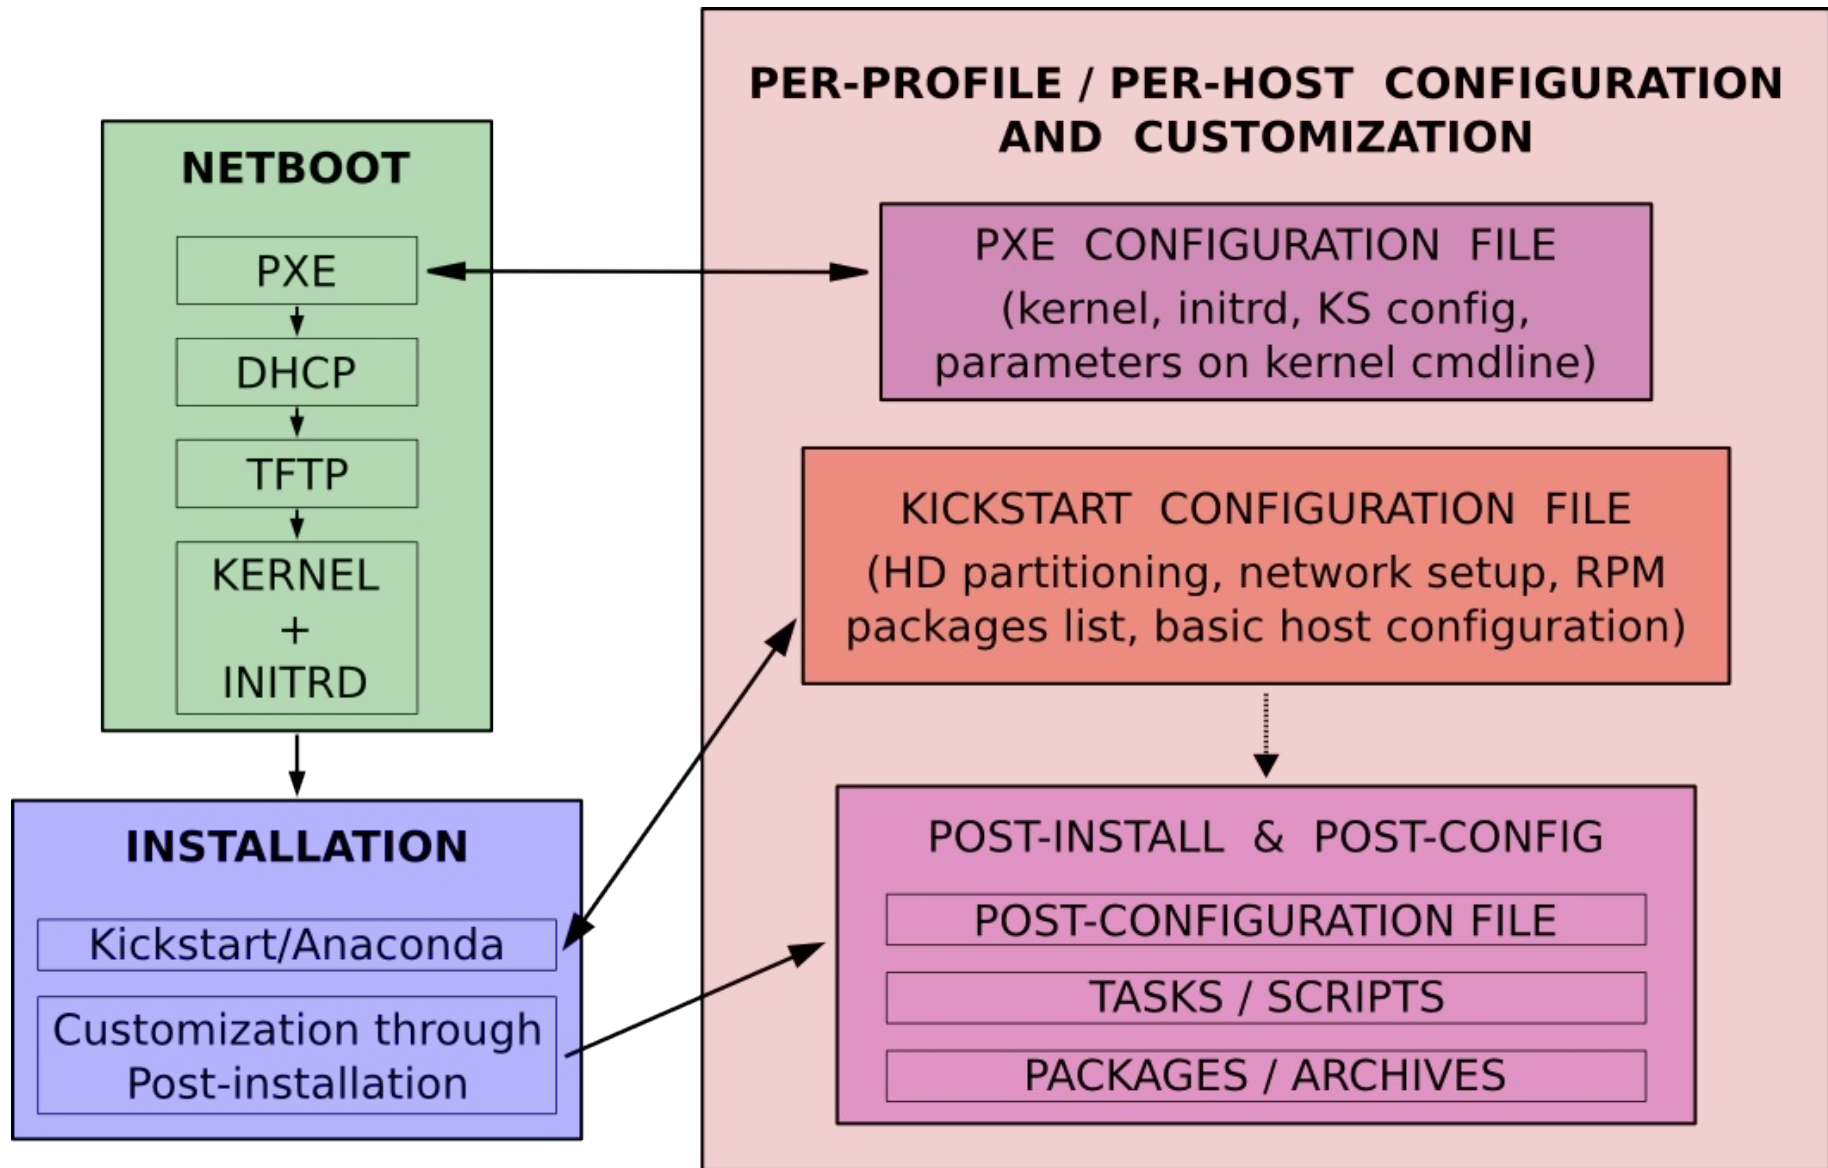 NETBOOT
PXE
DHCP
TFTP
KERNEL
+
INITRD
INSTALLATION
Kickstart/Anaconda
Customization through
Post-installation
PER-PROFILE / PER-HOST CONFIGURATION
AND CUSTOMIZATION
PXE CONFIGURATION FILE
(kernel, initrd, KS config,
parameters on kernel cmdline)
KICKSTART CONFIGURATION FILE
(HD partitioning, network setup, RPM
packages list, basic host configuration)
POST-INSTALL & POST-CONFIG
POST-CONFIGURATION FILE
TASKS / SCRIPTS
PACKAGES / ARCHIVES